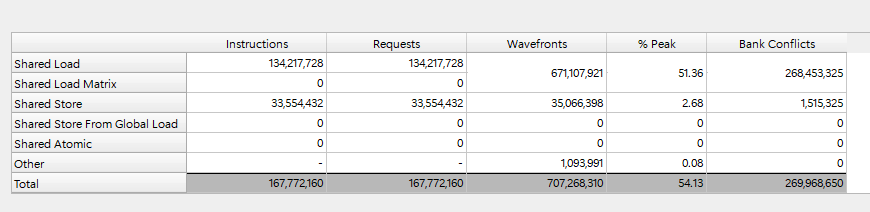 Instructions Requests Wavefronts % Peak Bank Conflicts
Shared Load 134,217,728 134,217,728 671,107,921 51.36 268,453,325
Shared Load Matrix 0 0
Shared Store 33,554,432 33,554,432 35,066,398 2.68 1,515,325
Shared Store From Global Load 0 0 0 0 0
Shared Atomic 0 0 0 0 0
Other - - 1,093,991 0.08 0
Total 167,772,160 167,772,160 707,268,310 54.13 269,968,650